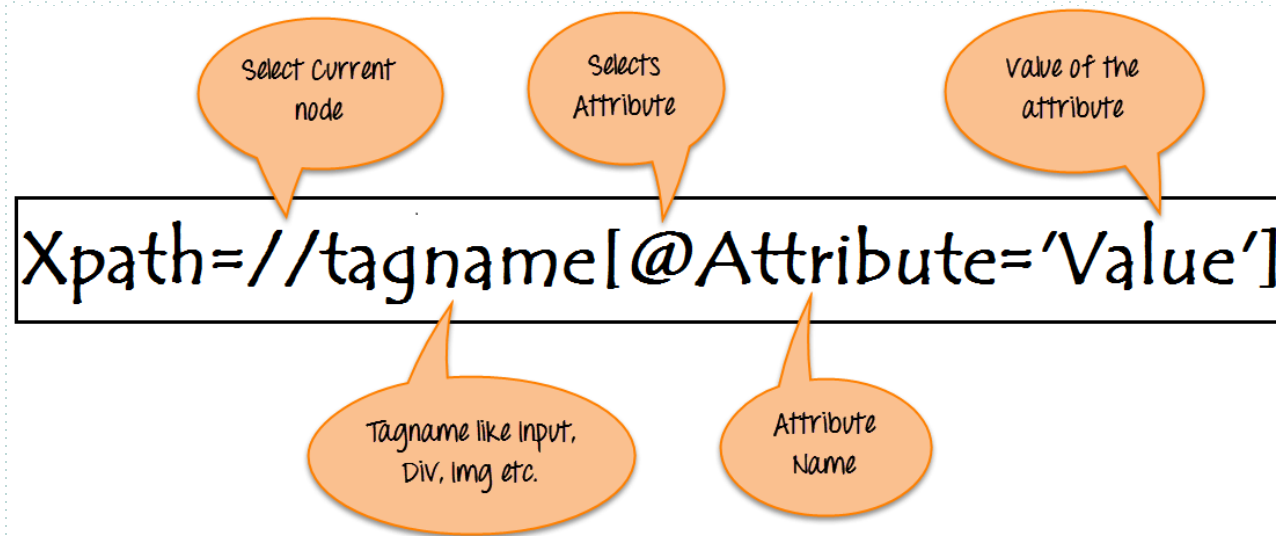 Select Current
node
Selects
Attribute
Value of the
attribute
Xpath=//tagname[@Attribute='Value']
Tagname like Input,
Div, Img etc.
Attribute
Name